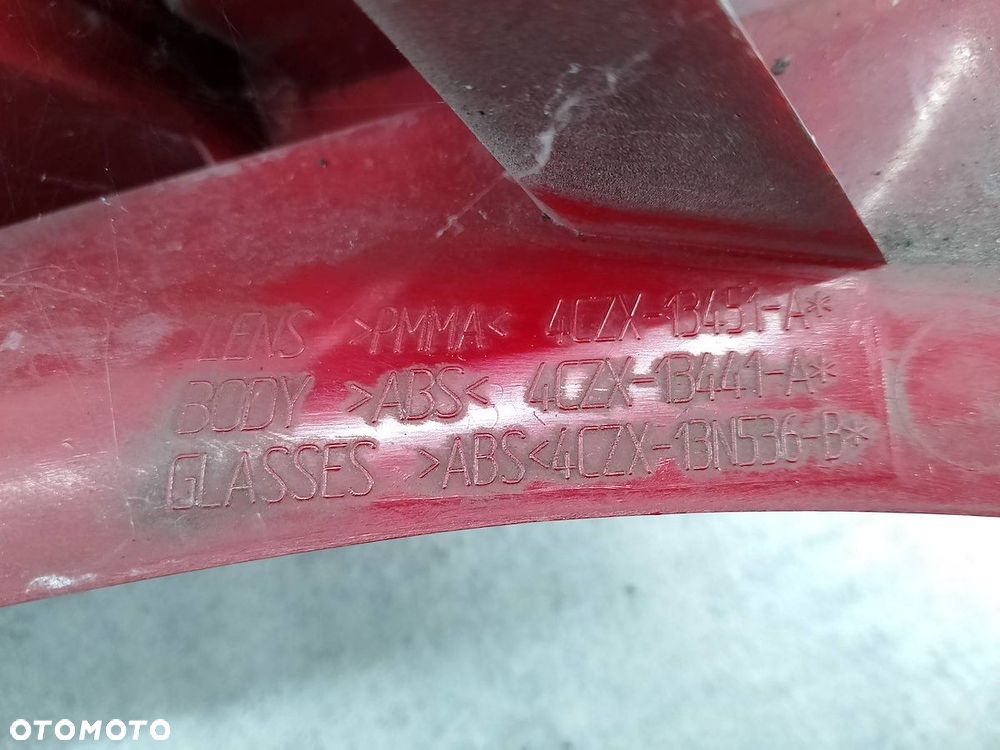 LENS >PMMA< 4CZX-13451-A*
BODY >ABS< 4CZX-13441-A*
GLASSES >ABS<4CZX-13N536-B*
OTOMOTO